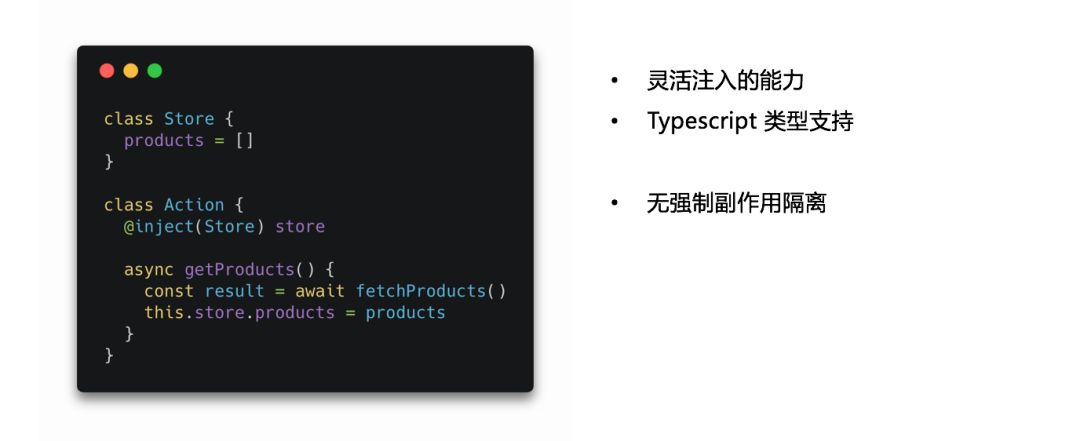 class Store {
  products = []
}
class Action {
  @inject(Store) store
  async getProducts() {
    const result = await fetchProducts()
    this.store.products = products
  }
}
• 灵活注入的能力
• Typescript 类型支持
• 无强制副作用隔离